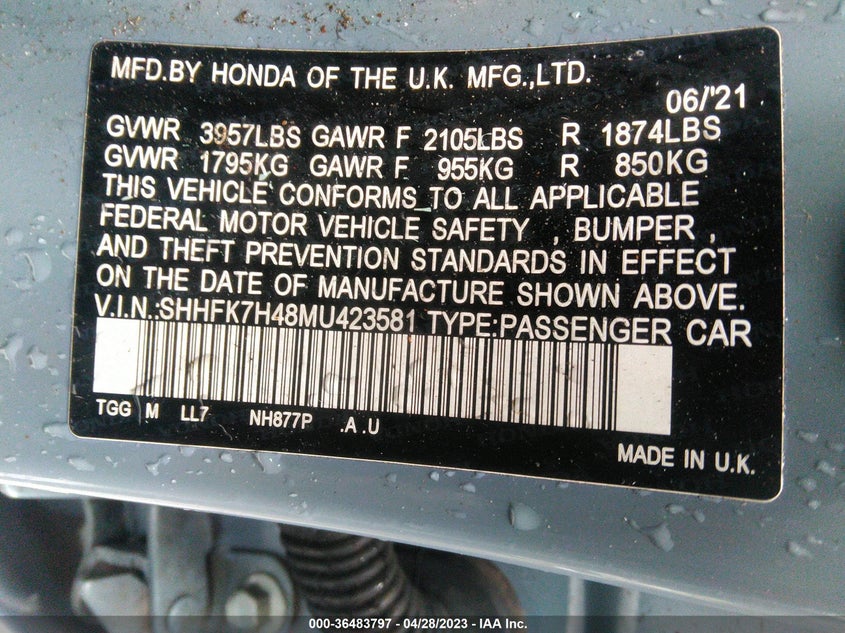 MFD.BY HONDA OF THE U.K. MFG.,LTD.
06/'21
GVWR 3957LBS GAWR F 2105LBS R 1874LBS
GVWR 1795KG GAWR F 955KG R 850KG
THIS VEHICLE CONFORMS TO ALL APPLICABLE
FEDERAL MOTOR VEHICLE SAFETY , BUMPER ,
AND THEFT PREVENTION STANDARDS IN EFFECT
ON THE DATE OF MANUFACTURE SHOWN ABOVE.
V.I.N.:SHHFK7H48MU423581 TYPE:PASSENGER CAR
TGG M LL7 NH877P .A .U
MADE IN U.K.
000-36483797 - 04/28/2023 - IAA Inc.